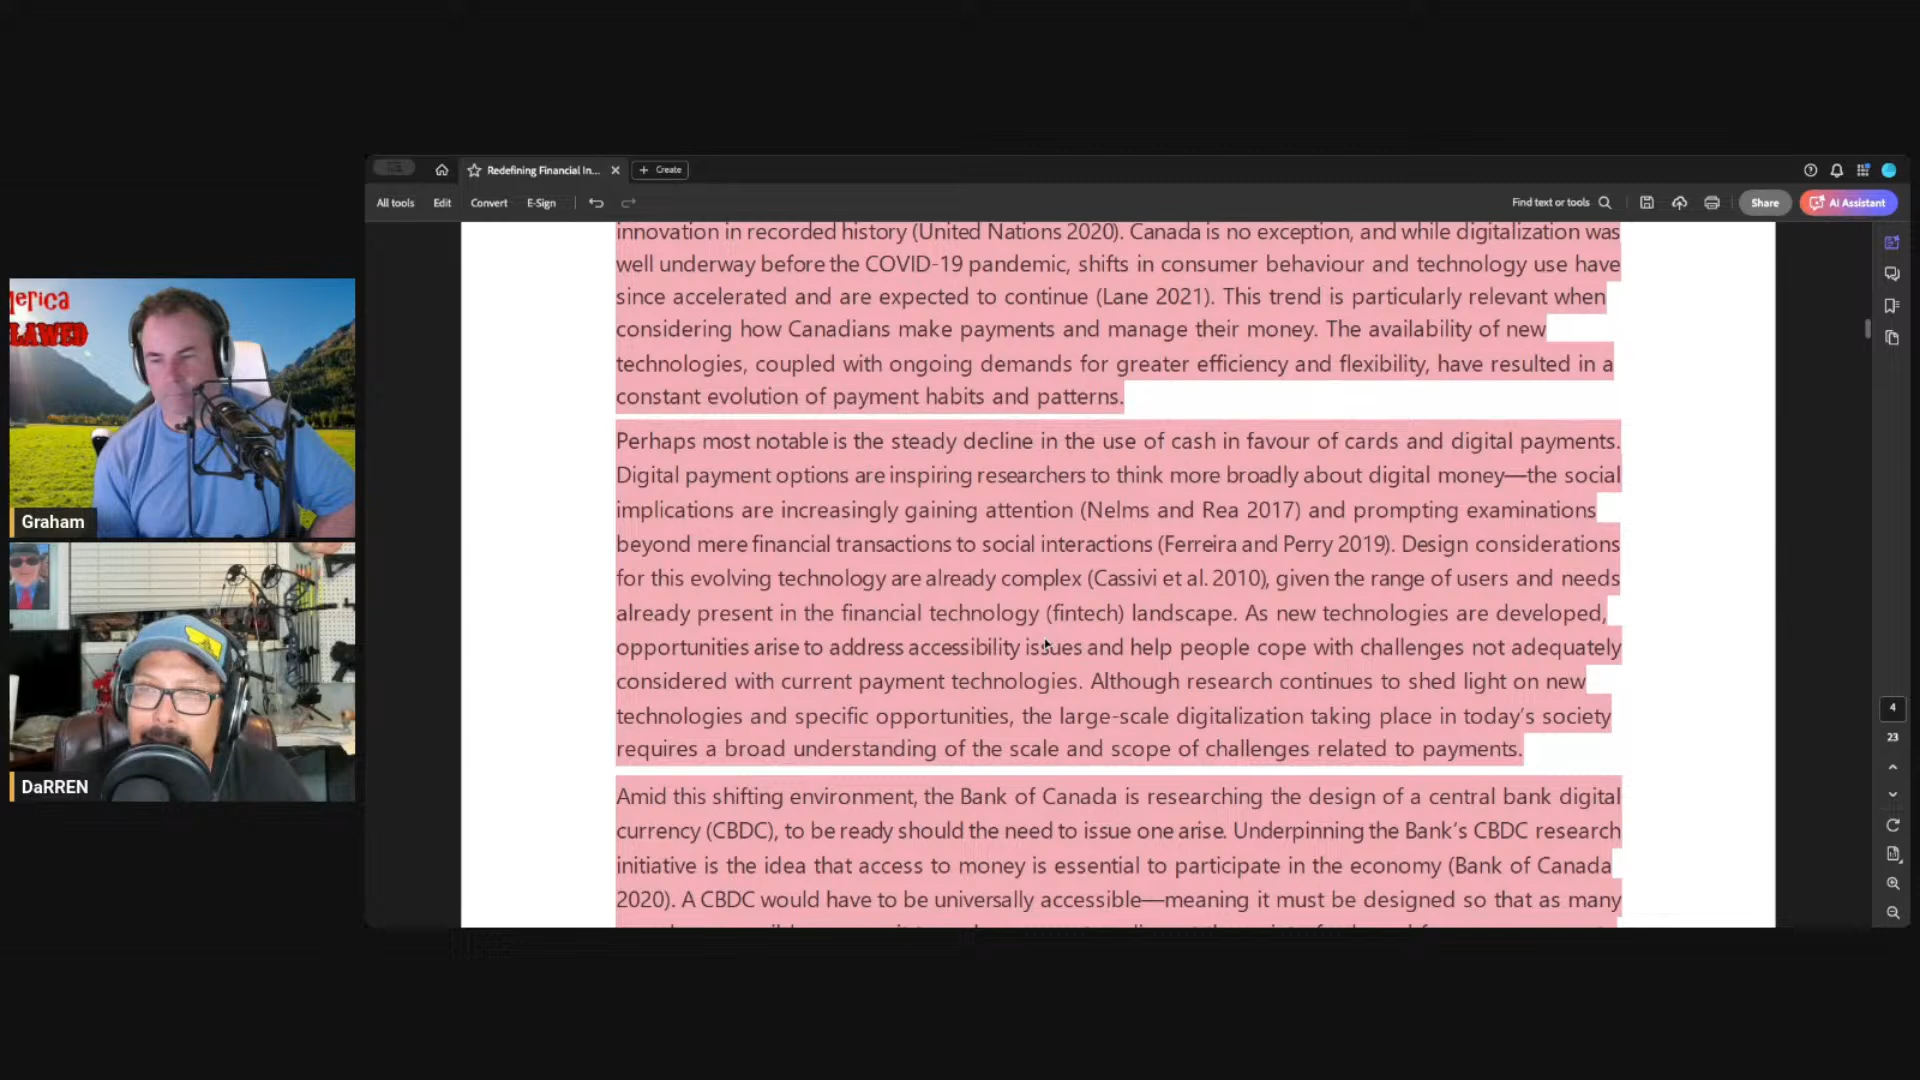 Redefining Financial In...
Create
All tools
Edit
Convert
E-Sign
Find text or tools
Share
AI Assistant
innovation in recorded history (United Nations 2020). Canada is no exception, and while digitalization was
well underway before the COVID-19 pandemic, shifts in consumer behaviour and technology use have
since accelerated and are expected to continue (Lane 2021). This trend is particularly relevant when
considering how Canadians make payments and manage their money. The availability of new
technologies, coupled with ongoing demands for greater efficiency and flexibility, have resulted in a
constant evolution of payment habits and patterns.
Perhaps most notable is the steady decline in the use of cash in favour of cards and digital payments.
Digital payment options are inspiring researchers to think more broadly about digital money—the social
implications are increasingly gaining attention (Nelms and Rea 2017) and prompting examinations
beyond mere financial transactions to social interactions (Ferreira and Perry 2019). Design considerations
for this evolving technology are already complex (Cassivi et al. 2010), given the range of users and needs
already present in the financial technology (fintech) landscape. As new technologies are developed,
opportunities arise to address accessibility issues and help people cope with challenges not adequately
considered with current payment technologies. Although research continues to shed light on new
technologies and specific opportunities, the large-scale digitalization taking place in today's society
requires a broad understanding of the scale and scope of challenges related to payments.
Amid this shifting environment, the Bank of Canada is researching the design of a central bank digital
currency (CBDC), to be ready should the need to issue one arise. Underpinning the Bank's CBDC research
initiative is the idea that access to money is essential to participate in the economy (Bank of Canada
2020). A CBDC would have to be universally accessible—meaning it must be designed so that as many
4
23
merica
LAWED
Graham
DaRREN